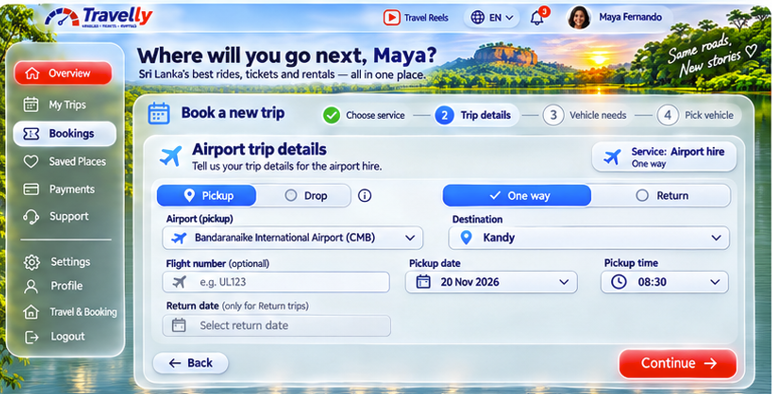 Travelly
VEHICLES • TICKETS • RENTALS
Travel Reels
EN
3
Maya Fernando
Where will you go next, Maya?
Sri Lanka's best rides, tickets and rentals — all in one place.
Same roads.
New stories
Overview
My Trips
Bookings
Saved Places
Payments
Support
Settings
Profile
Travel & Booking
Logout
Book a new trip
Choose service
2 Trip details
3 Vehicle needs
4 Pick vehicle
Airport trip details
Tell us your trip details for the airport hire.
Service: Airport hire
One way
Pickup
Drop
One way
Return
Airport (pickup)
Bandaranaike International Airport (CMB)
Destination
Kandy
Flight number (optional)
e.g. UL123
Pickup date
20 Nov 2026
Pickup time
08:30
Return date (only for Return trips)
Select return date
← Back
Continue →